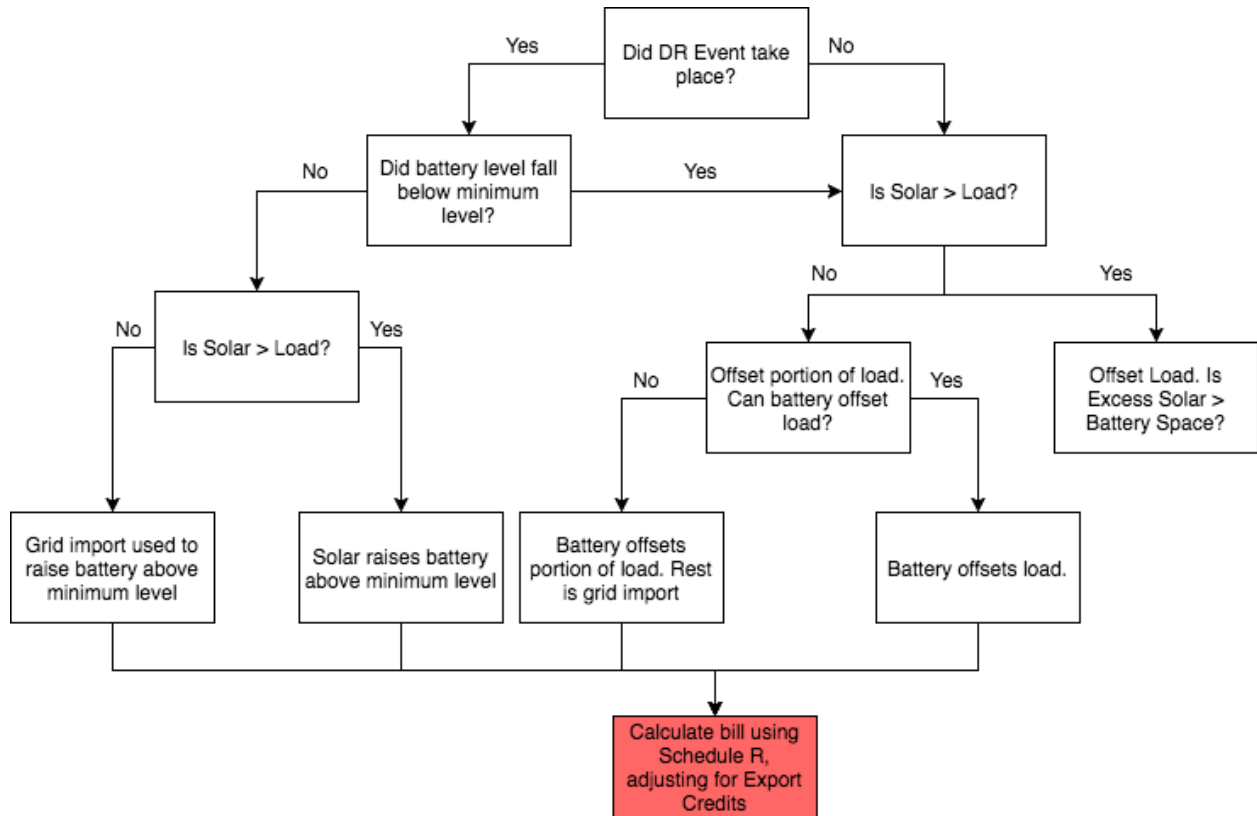 Yes
Did DR Event take
place?
No
No
Did battery level fall
below minimum
level?
Yes
Is Solar > Load?
No
Is Solar > Load?
Yes
No
Yes
No
Offset portion of load.
Can battery offset
load?
Yes
Offset Load. Is
Excess Solar >
Battery Space?
Grid import used to
raise battery above
minimum level
Solar raises battery
above minimum level
Battery offsets
portion of load. Rest
is grid import
Battery offsets load.
Calculate bill using
Schedule R,
adjusting for Export
Credits